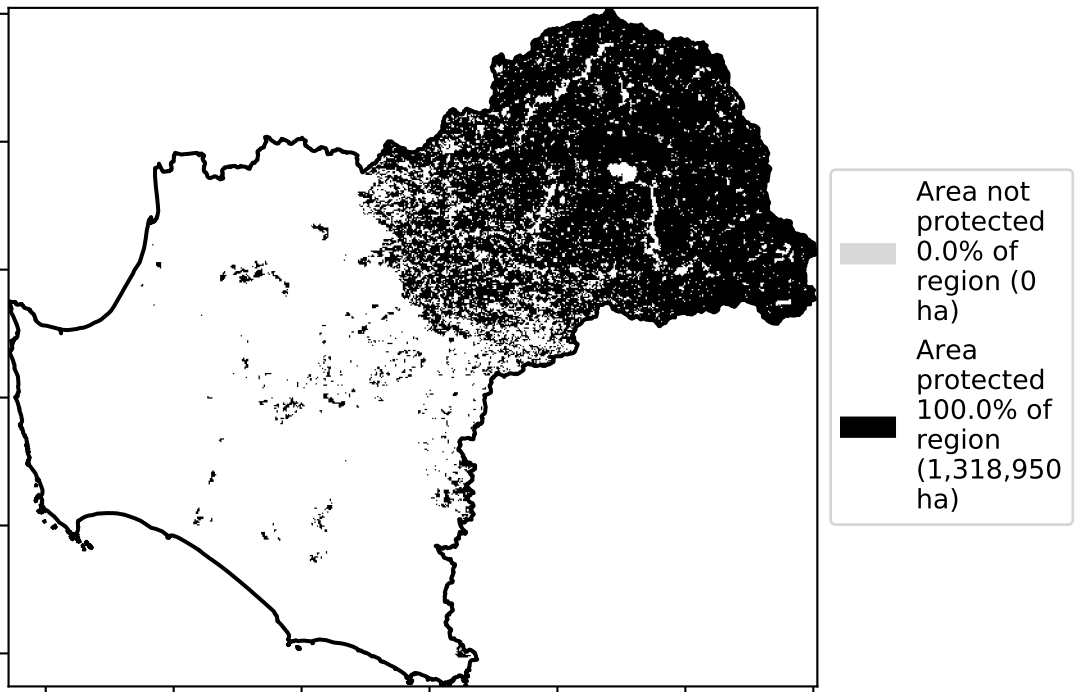 Area not
protected
0.0% of
region (0
ha)
Area
protected
100.0% of
region
(1,318,950
ha)